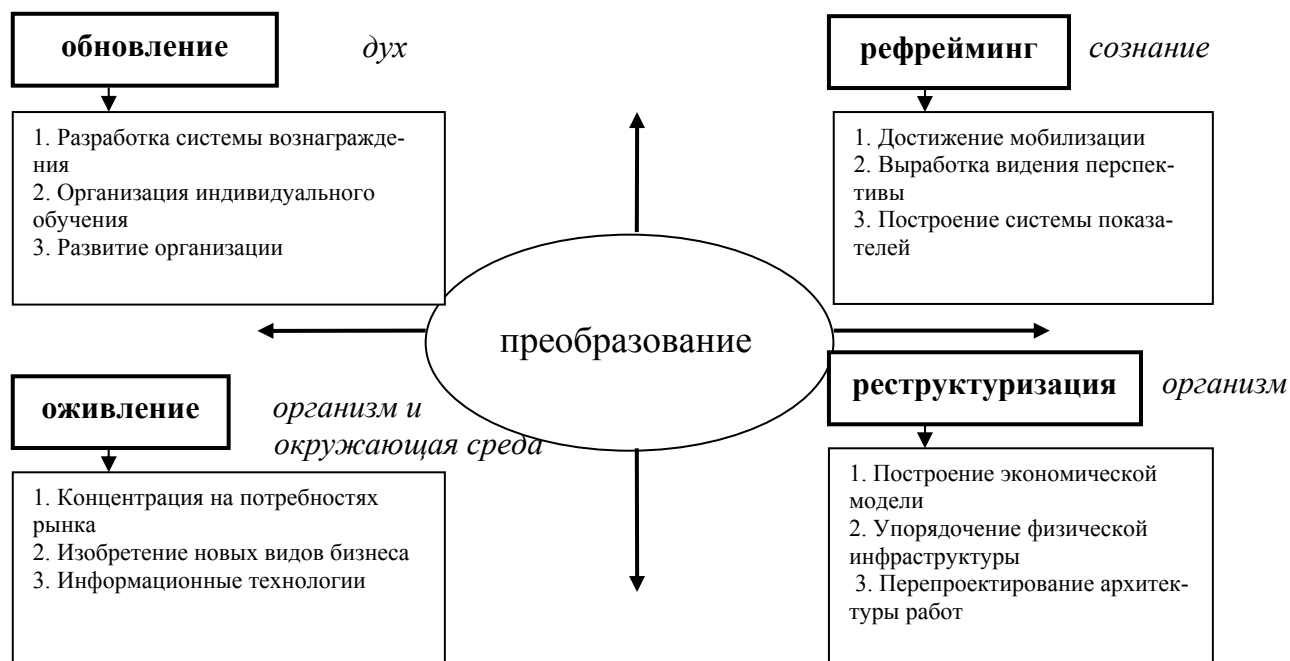 обновление
дух
1. Разработка системы вознагражде-
ния
2. Организация индивидуального
обучения
3. Развитие организации
рефрейминг
сознание
1. Достижение мобилизации
2. Выработка видения перспек-
тивы
3. Построение системы показа-
телей
преобразование
оживление
организм и
окружающая среда
1. Концентрация на потребностях
рынка
2. Изобретение новых видов бизнеса
3. Информационные технологии
реструктуризация
организм
1. Построение экономической
модели
2. Упорядочение физической
инфраструктуры
3. Перепроектирование архитек-
туры работ